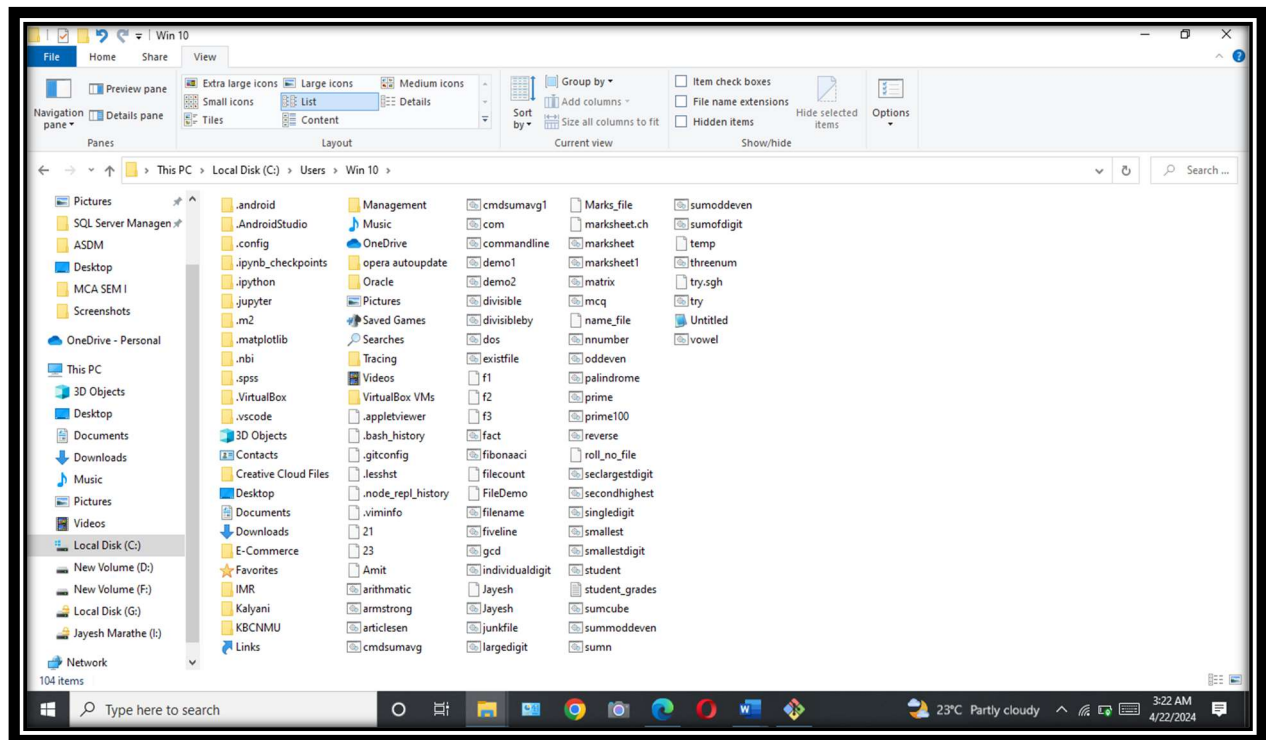 Win 10
File Home Share View
Navigation pane
Preview pane
Details pane
Panes
Extra large icons Large icons Medium icons
Small icons List Details
Tiles Content
Layout
Sort by
Group by
Add columns
Size all columns to fit
Current view
Item check boxes
File name extensions
Hidden items
Hide selected items
Show/hide
Options
This PC > Local Disk (C:) > Users > Win 10 >
Search ...
Pictures
SQL Server Managen
ASDM
Desktop
MCA SEM I
Screenshots
OneDrive - Personal
This PC
3D Objects
Desktop
Documents
Downloads
Music
Pictures
Videos
Local Disk (C:)
New Volume (D:)
New Volume (F:)
Local Disk (G:)
Jayesh Marathe (I:)
Network
.android
.AndroidStudio
.config
.ipynb_checkpoints
.ipython
.jupyter
.m2
.matplotlib
.nbi
.spss
.VirtualBox
.vscode
3D Objects
Contacts
Creative Cloud Files
Desktop
Documents
Downloads
E-Commerce
Favorites
IMR
Kalyani
KBCNMU
Links
Management
Music
OneDrive
opera autoupdate
Oracle
Pictures
Saved Games
Searches
Tracing
Videos
VirtualBox VMs
.appletviewer
.bash_history
.gitconfig
.lesshst
.node_repl_history
.viminfo
21
23
Amit
arithmatic
armstrong
articlesen
cmdsumavg
cmdsumavg1
com
commandline
demo1
demo2
divisible
divisibleby
dos
existfile
f1
f2
f3
fact
fibonaaci
filecount
FileDemo
filename
fiveline
gcd
individualdigit
Jayesh
Jayesh
junkfile
largedigit
Marks_file
marksheet.ch
marksheet
marksheet1
matrix
mcq
name_file
nnumber
oddeven
palindrome
prime
prime100
reverse
roll_no_file
seclargestdigit
secondhighest
singledigit
smallest
smallestdigit
student
student_grades
sumcube
summoddeven
sumn
sumoddeven
sumofdigit
temp
threenum
try.sgh
try
Untitled
vowel
104 items
Type here to search
23°C Partly cloudy
3:22 AM
4/22/2024